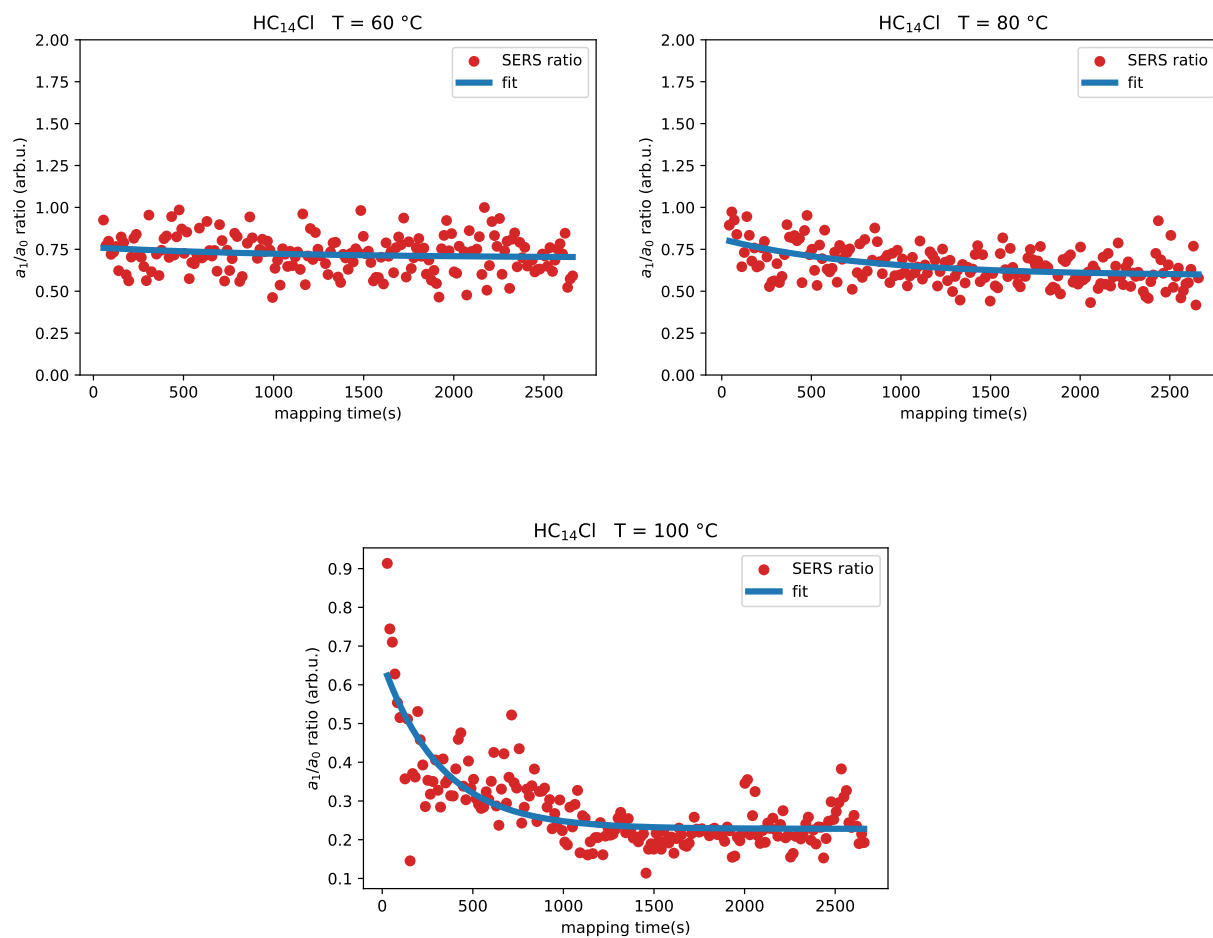 HC₁₄Cl   T = 60 °C
2.00
1.75
1.50
1.25
1.00
0.75
0.50
0.25
0.00
a₁/a₀ ratio (arb.u.)
SERS ratio
fit
0 500 1000 1500 2000 2500
mapping time(s)
HC₁₄Cl   T = 80 °C
2.00
1.75
1.50
1.25
1.00
0.75
0.50
0.25
0.00
a₁/a₀ ratio (arb.u.)
SERS ratio
fit
0 500 1000 1500 2000 2500
mapping time(s)
HC₁₄Cl   T = 100 °C
0.9
0.8
0.7
0.6
0.5
0.4
0.3
0.2
0.1
a₁/a₀ ratio (arb.u.)
SERS ratio
fit
0 500 1000 1500 2000 2500
mapping time(s)